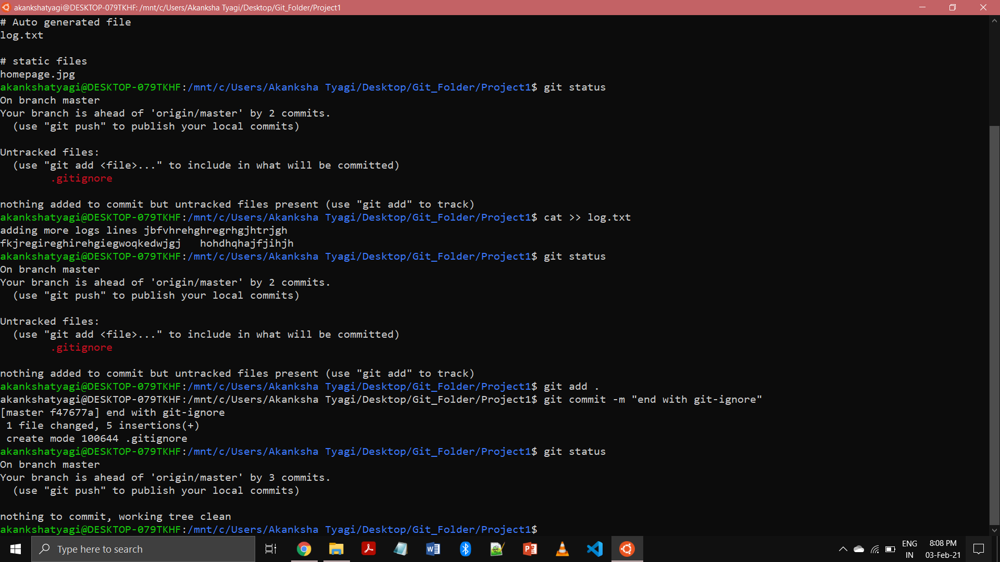 akankshatyagi@DESKTOP-079TKHF: /mnt/c/Users/Akanksha Tyagi/Desktop/Git_Folder/Project1
# Auto generated file
log.txt
# static files
homepage.jpg
akankshatyagi@DESKTOP-079TKHF:/mnt/c/Users/Akanksha Tyagi/Desktop/Git_Folder/Project1$ git status
On branch master
Your branch is ahead of 'origin/master' by 2 commits.
  (use "git push" to publish your local commits)
Untracked files:
  (use "git add <file>..." to include in what will be committed)
        .gitignore
nothing added to commit but untracked files present (use "git add" to track)
akankshatyagi@DESKTOP-079TKHF:/mnt/c/Users/Akanksha Tyagi/Desktop/Git_Folder/Project1$ cat >> log.txt
adding more logs lines jbfvhrehghregrhgjhtrjgh
fkjregireghirehgiegwoqkedwjgj   hohdhqhajfjihjh
akankshatyagi@DESKTOP-079TKHF:/mnt/c/Users/Akanksha Tyagi/Desktop/Git_Folder/Project1$ git status
On branch master
Your branch is ahead of 'origin/master' by 2 commits.
  (use "git push" to publish your local commits)
Untracked files:
  (use "git add <file>..." to include in what will be committed)
        .gitignore
nothing added to commit but untracked files present (use "git add" to track)
akankshatyagi@DESKTOP-079TKHF:/mnt/c/Users/Akanksha Tyagi/Desktop/Git_Folder/Project1$ git add .
akankshatyagi@DESKTOP-079TKHF:/mnt/c/Users/Akanksha Tyagi/Desktop/Git_Folder/Project1$ git commit -m "end with git-ignore"
[master f47677a] end with git-ignore
 1 file changed, 5 insertions(+)
 create mode 100644 .gitignore
akankshatyagi@DESKTOP-079TKHF:/mnt/c/Users/Akanksha Tyagi/Desktop/Git_Folder/Project1$ git status
On branch master
Your branch is ahead of 'origin/master' by 3 commits.
  (use "git push" to publish your local commits)
nothing to commit, working tree clean
akankshatyagi@DESKTOP-079TKHF:/mnt/c/Users/Akanksha Tyagi/Desktop/Git_Folder/Project1$
Type here to search
ENG
IN
8:08 PM
03-Feb-21